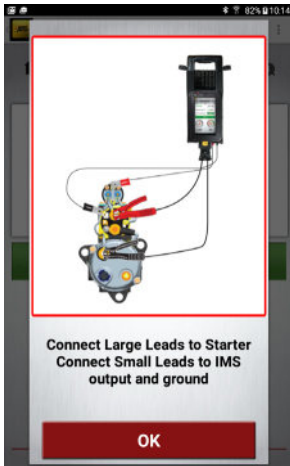 82% 10:14
Connect Large Leads to Starter
Connect Small Leads to IMS
output and ground
OK